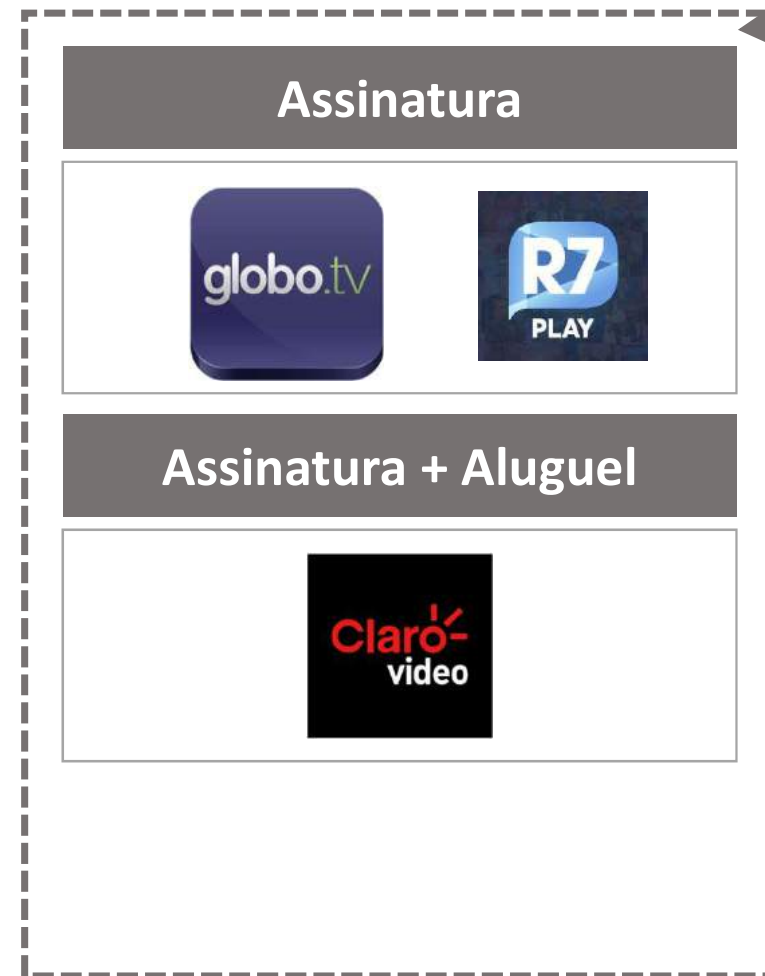 Assinatura
globo.tv
R7
PLAY
Assinatura + Aluguel
Claro
video